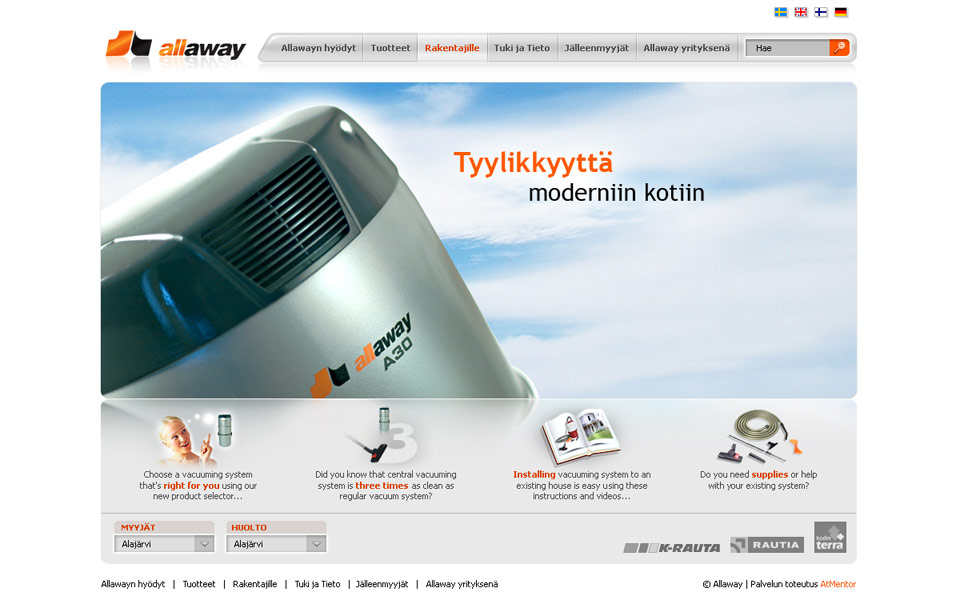 allaway
Allawayn hyödyt
Tuotteet
Rakentajille
Tuki ja Tieto
Jälleenmyyjät
Allaway yrityksenä
Hae
Tyylikkyyttä
moderniin kotiin
allaway
A30
Choose a vacuuming system
that's right for you using our
new product selector...
3
Did you know that central vacuuming
system is three times as clean as
regular vacuum system?
Installing vacuuming system to an
existing house is easy using these
instructions and videos...
Do you need supplies or help
with your existing system?
MYYJÄT
Alajärvi
HUOLTO
Alajärvi
K-RAUTA
RAUTIA
kodin
terra
Allawayn hyödyt | Tuotteet | Rakentajille | Tuki ja Tieto | Jälleenmyyjät | Allaway yrityksenä
© Allaway | Palvelun toteutus AtMentor